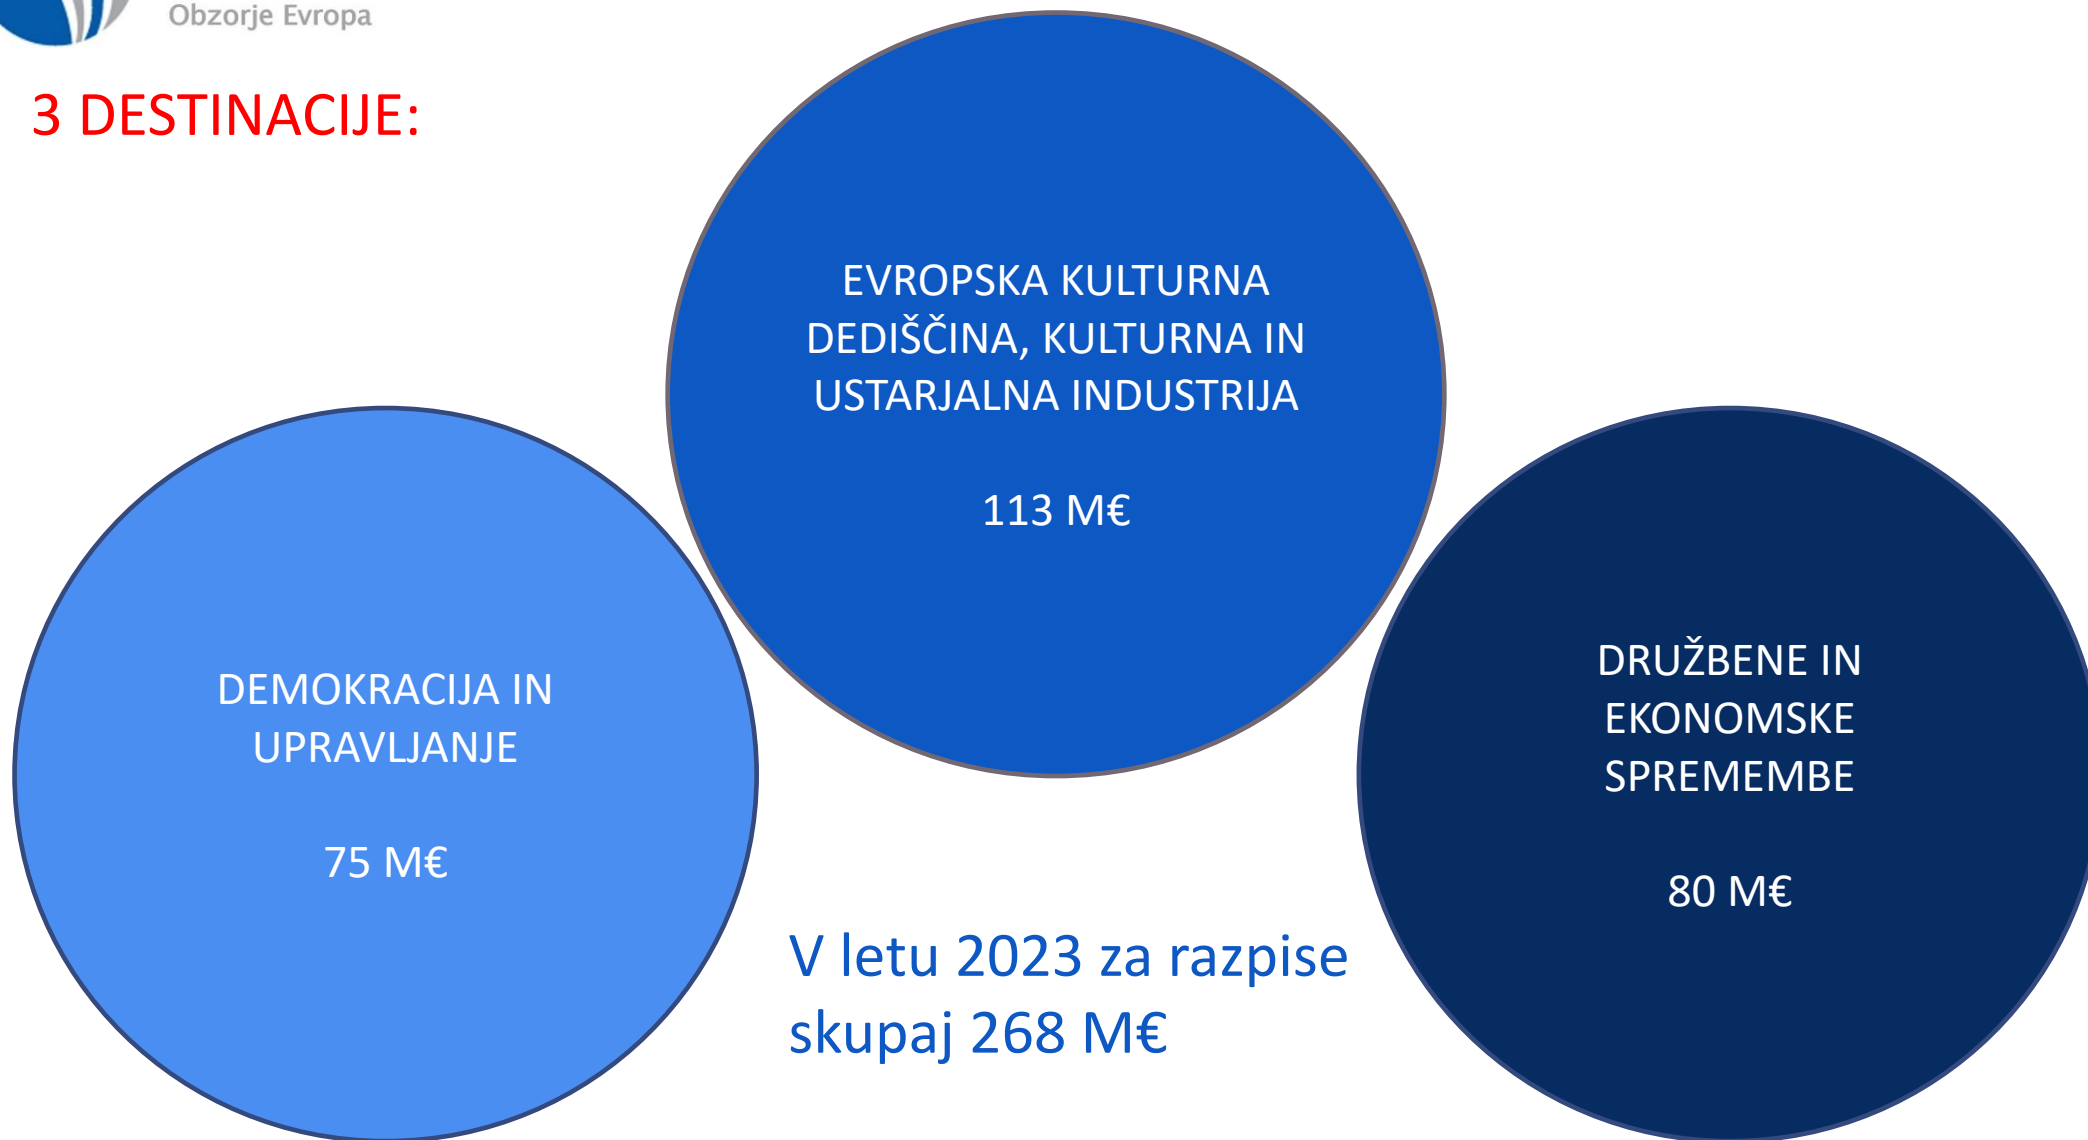 Obzorje Evropa
3 DESTINACIJE:
EVROPSKA KULTURNA
DEDIŠČINA, KULTURNA IN
USTARJALNA INDUSTRIJA
113 M€
DEMOKRACIJA IN
UPRAVLJANJE
75 M€
DRUŽBENE IN
EKONOMSKE
SPREMEMBE
80 M€
V letu 2023 za razpise
skupaj 268 M€